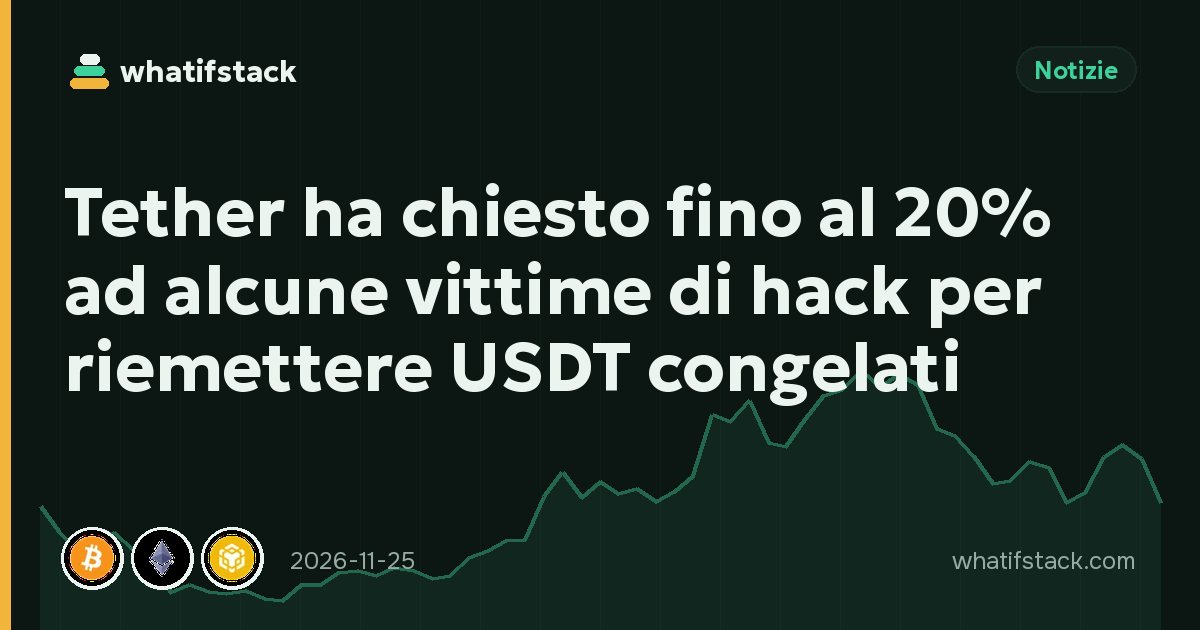 whatifstack
Notizie
Tether ha chiesto fino al 20%
ad alcune vittime di hack per
riemettere USDT congelati
2026-11-25
whatifstack.com